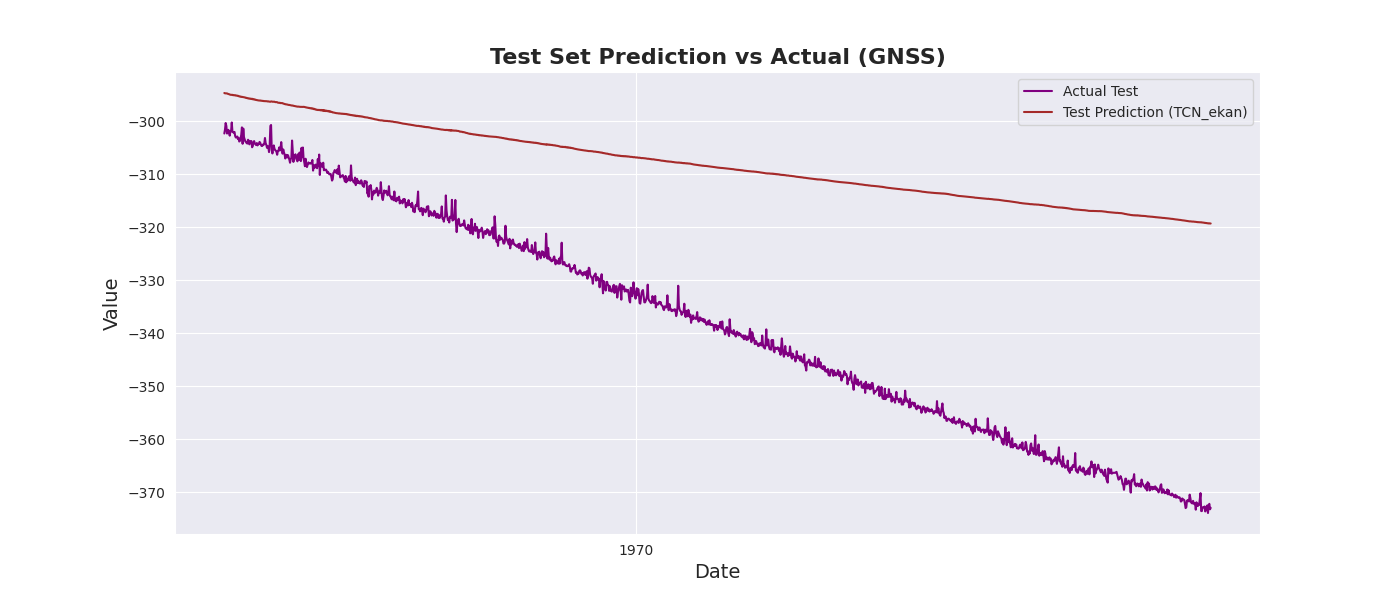 Test Set Prediction vs Actual (GNSS)
Actual Test
Test Prediction (TCN_ekan)
Value
−300
−310
−320
−330
−340
−350
−360
−370
1970
Date